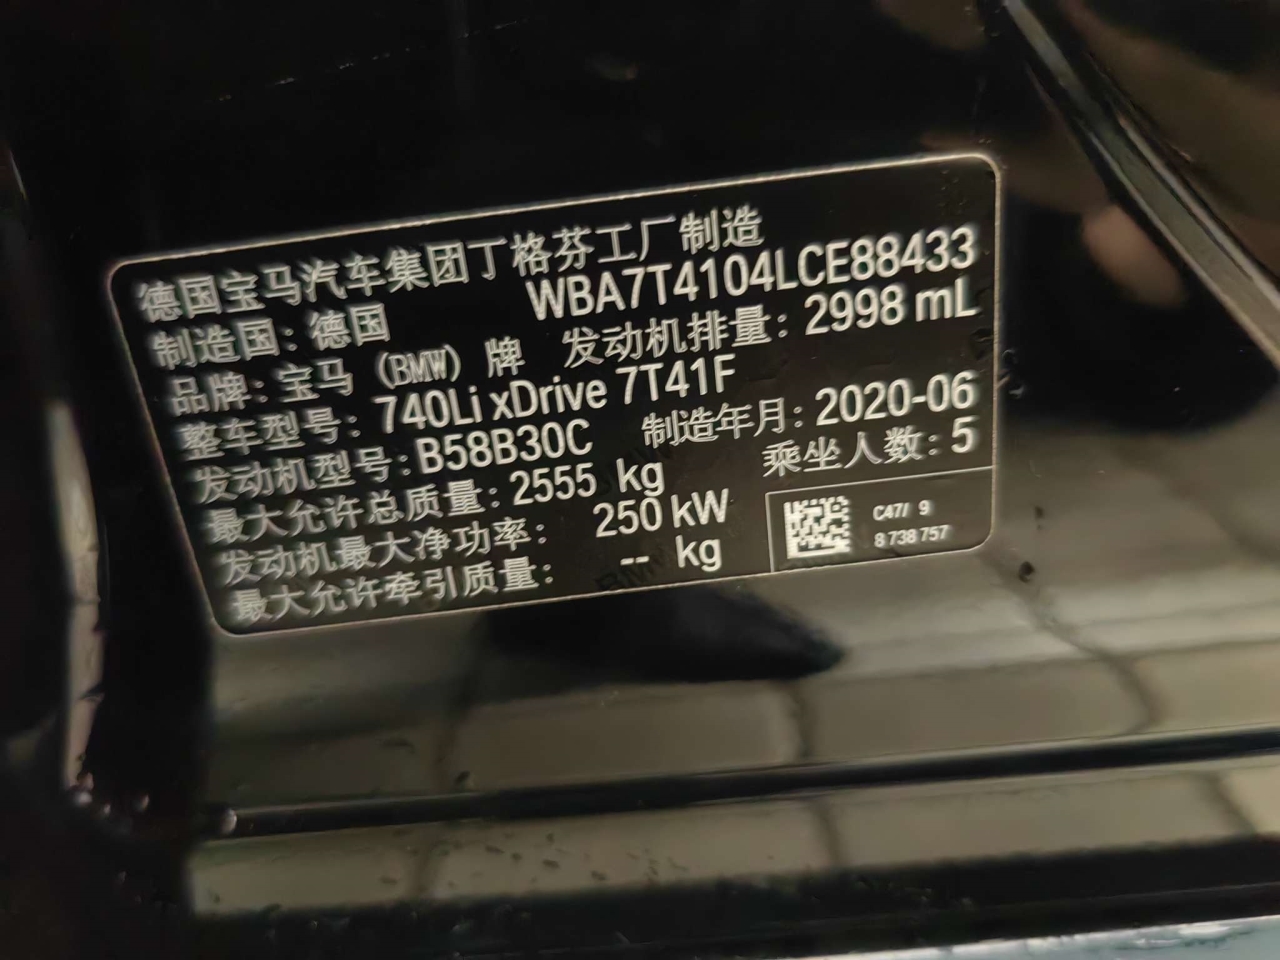 德国宝马汽车集团丁格芬工厂制造
制造国：德国 WBA7T4104LCE88433
品牌：宝马 (BMW) 牌 发动机排量：2998 mL
整车型号：740Li xDrive 7T41F
发动机型号：B58B30C 制造年月：2020-06
最大允许总质量：2555 kg 乘坐人数：5
发动机最大净功率： 250 kW
最大允许牵引质量： -- kg
C47/ 9
8 738 757